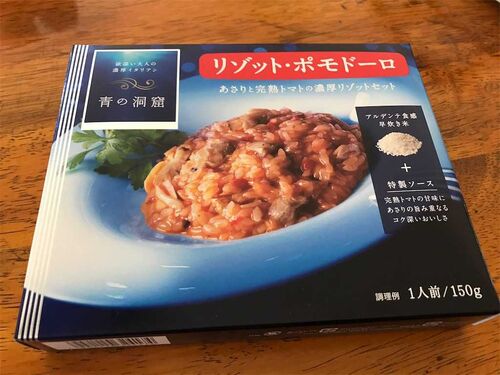 欲深い大人の
濃厚イタリアン
青の洞窟
リゾット・ポモドーロ
あさりと完熟トマトの濃厚リゾットセット
アルデンテ食感
早炊き米
+
特製ソース
完熟トマトの甘味に
あさりの旨み重なる
コク深いおいしさ
調理例 1人前/150g